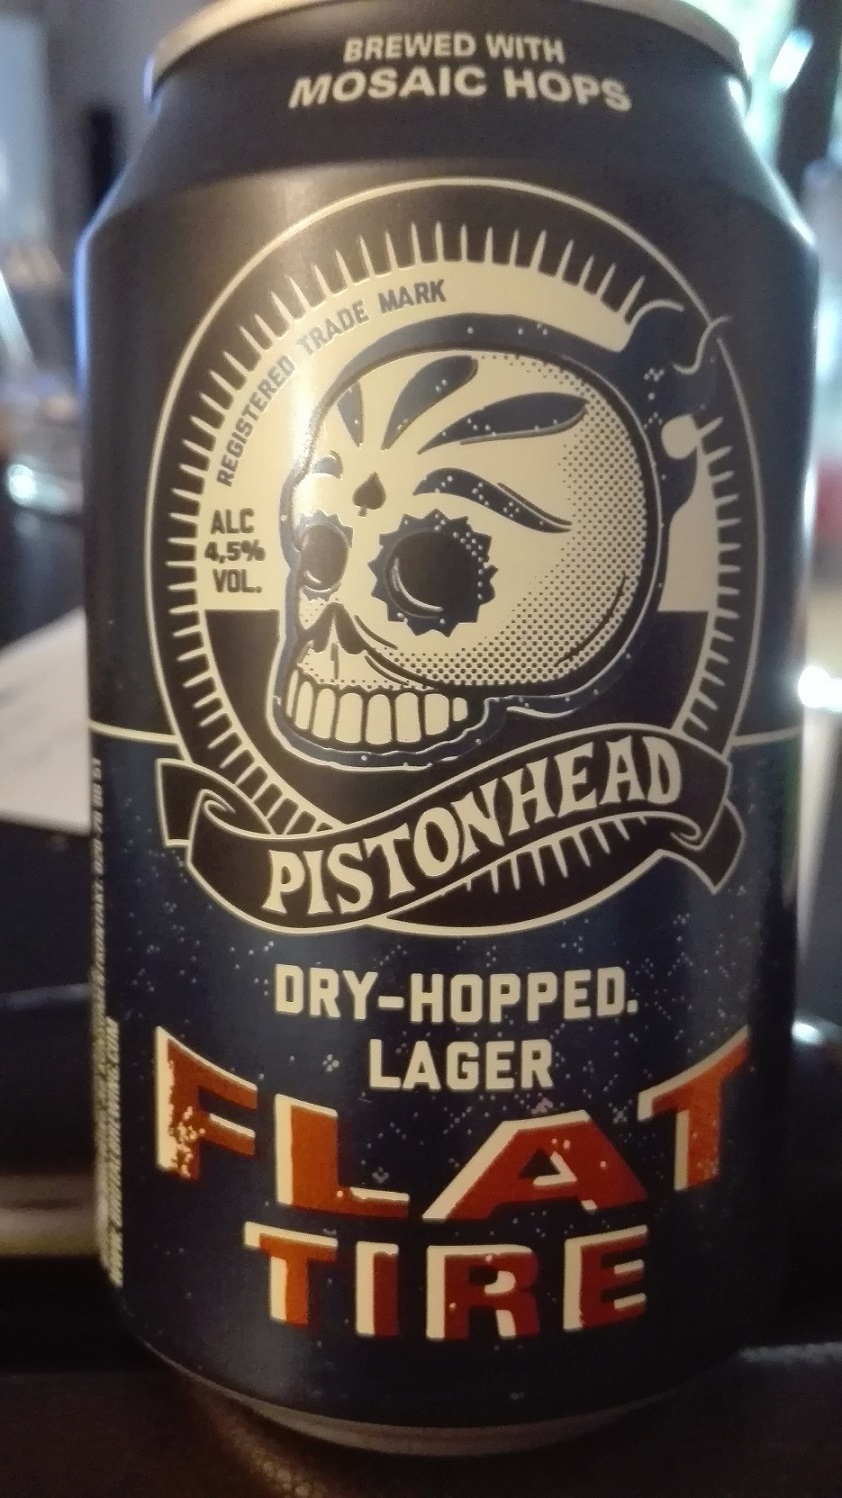 BREWED WITH
MOSAIC HOPS
REGISTERED TRADE MARK
ALC
4,5%
VOL.
PISTONHEAD
DRY-HOPPED.
LAGER
FLAT
TIRE